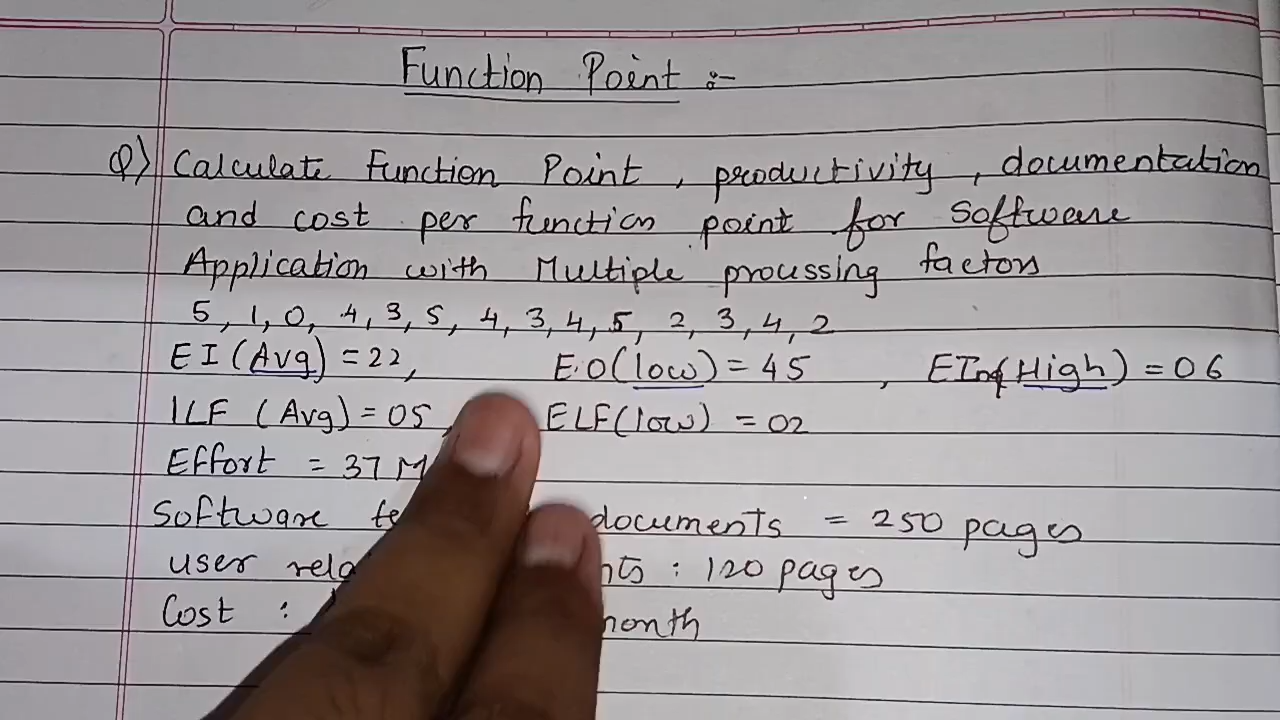 Function Point :-
Q) Calculate Function Point , productivity , documentation
and cost per function point for Software
Application with Multiple processing factors
5 , 1 , 0 , 4 , 3 , 5 , 4 , 3 , 4 , 5 , 2 , 3 , 4 , 2
EI (Avg) = 22 , E.O (low) = 45 , EInq (High) = 06
ILF (Avg) = 05 , ELF (low) = 02
Effort = 37
Software documents = 250 pages
user : 120 pages
Cost :